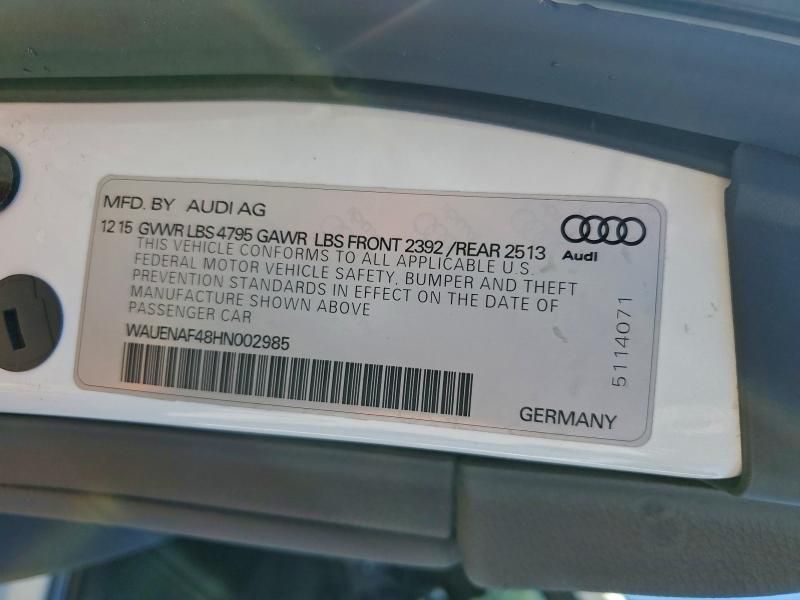 MFD. BY AUDI AG
12 15 GVWR LBS 4795 GAWR LBS FRONT 2392 /REAR 2513
THIS VEHICLE CONFORMS TO ALL APPLICABLE U.S.
FEDERAL MOTOR VEHICLE SAFETY, BUMPER AND THEFT
PREVENTION STANDARDS IN EFFECT ON THE DATE OF
MANUFACTURE SHOWN ABOVE
PASSENGER CAR
WAUENAF48HN002985
Audi
5114071
GERMANY